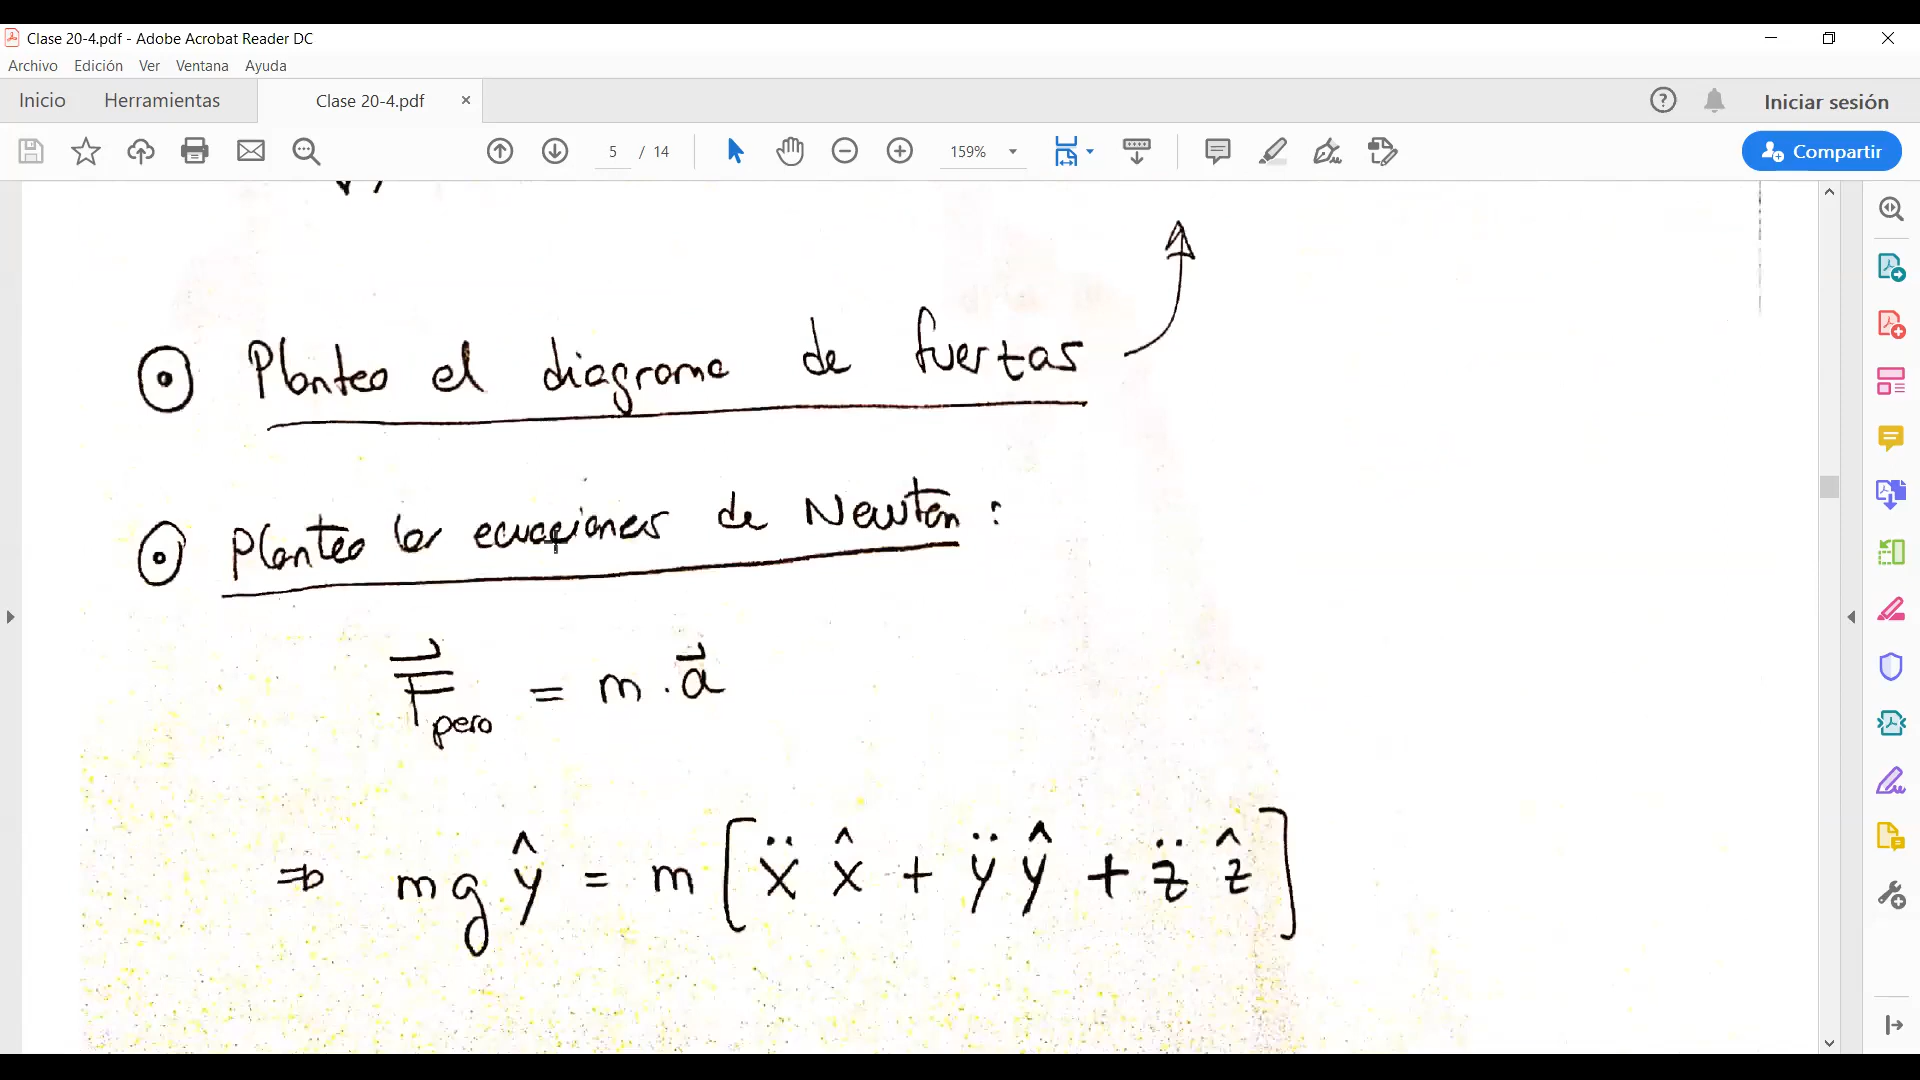 Clase 20-4.pdf - Adobe Acrobat Reader DC
Archivo Edición Ver Ventana Ayuda
Inicio Herramientas Clase 20-4.pdf × ? Iniciar sesión
5 / 14 159% Compartir
⊙ Planteo el diagrama de fuerzas
⊙ Planteo las ecuaciones de Newton :
F⃗ peso = m . a⃗
⇒ m g ŷ = m [ ẍ x̂ + ÿ ŷ + z̈ ẑ ]